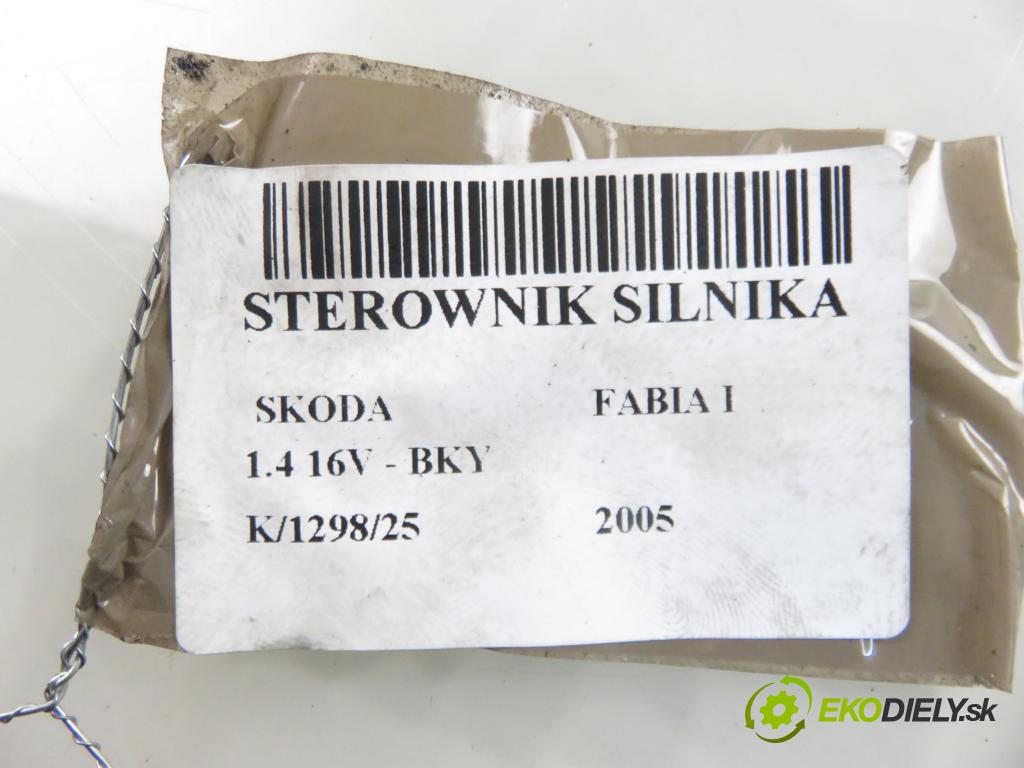 STEROWNIK SILNIKA
SKODA FABIA I
1.4 16V - BKY
K/1298/25 2005
EKODIELY.sk